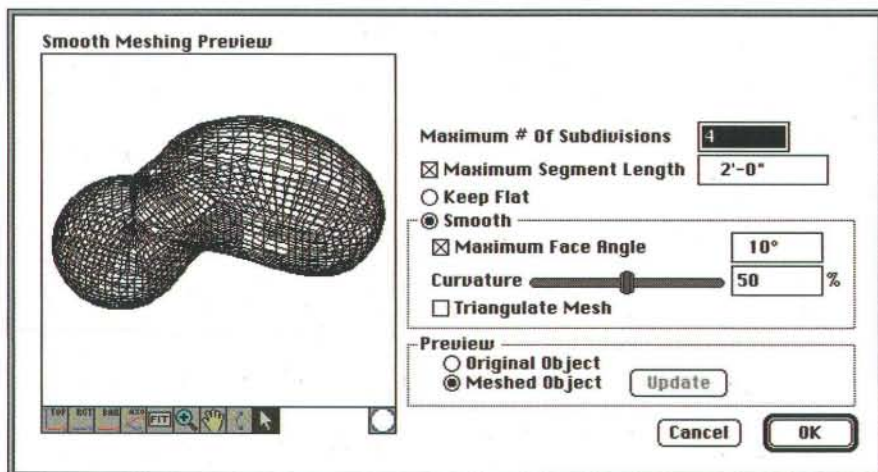 Smooth Meshing Preview
Maximum # Of Subdivisions 4
Maximum Segment Length 2'-0"
Keep Flat
Smooth
Maximum Face Angle 10°
Curvature 50 %
Triangulate Mesh
Preview
Original Object
Meshed Object Update
TOP FIT
Cancel OK